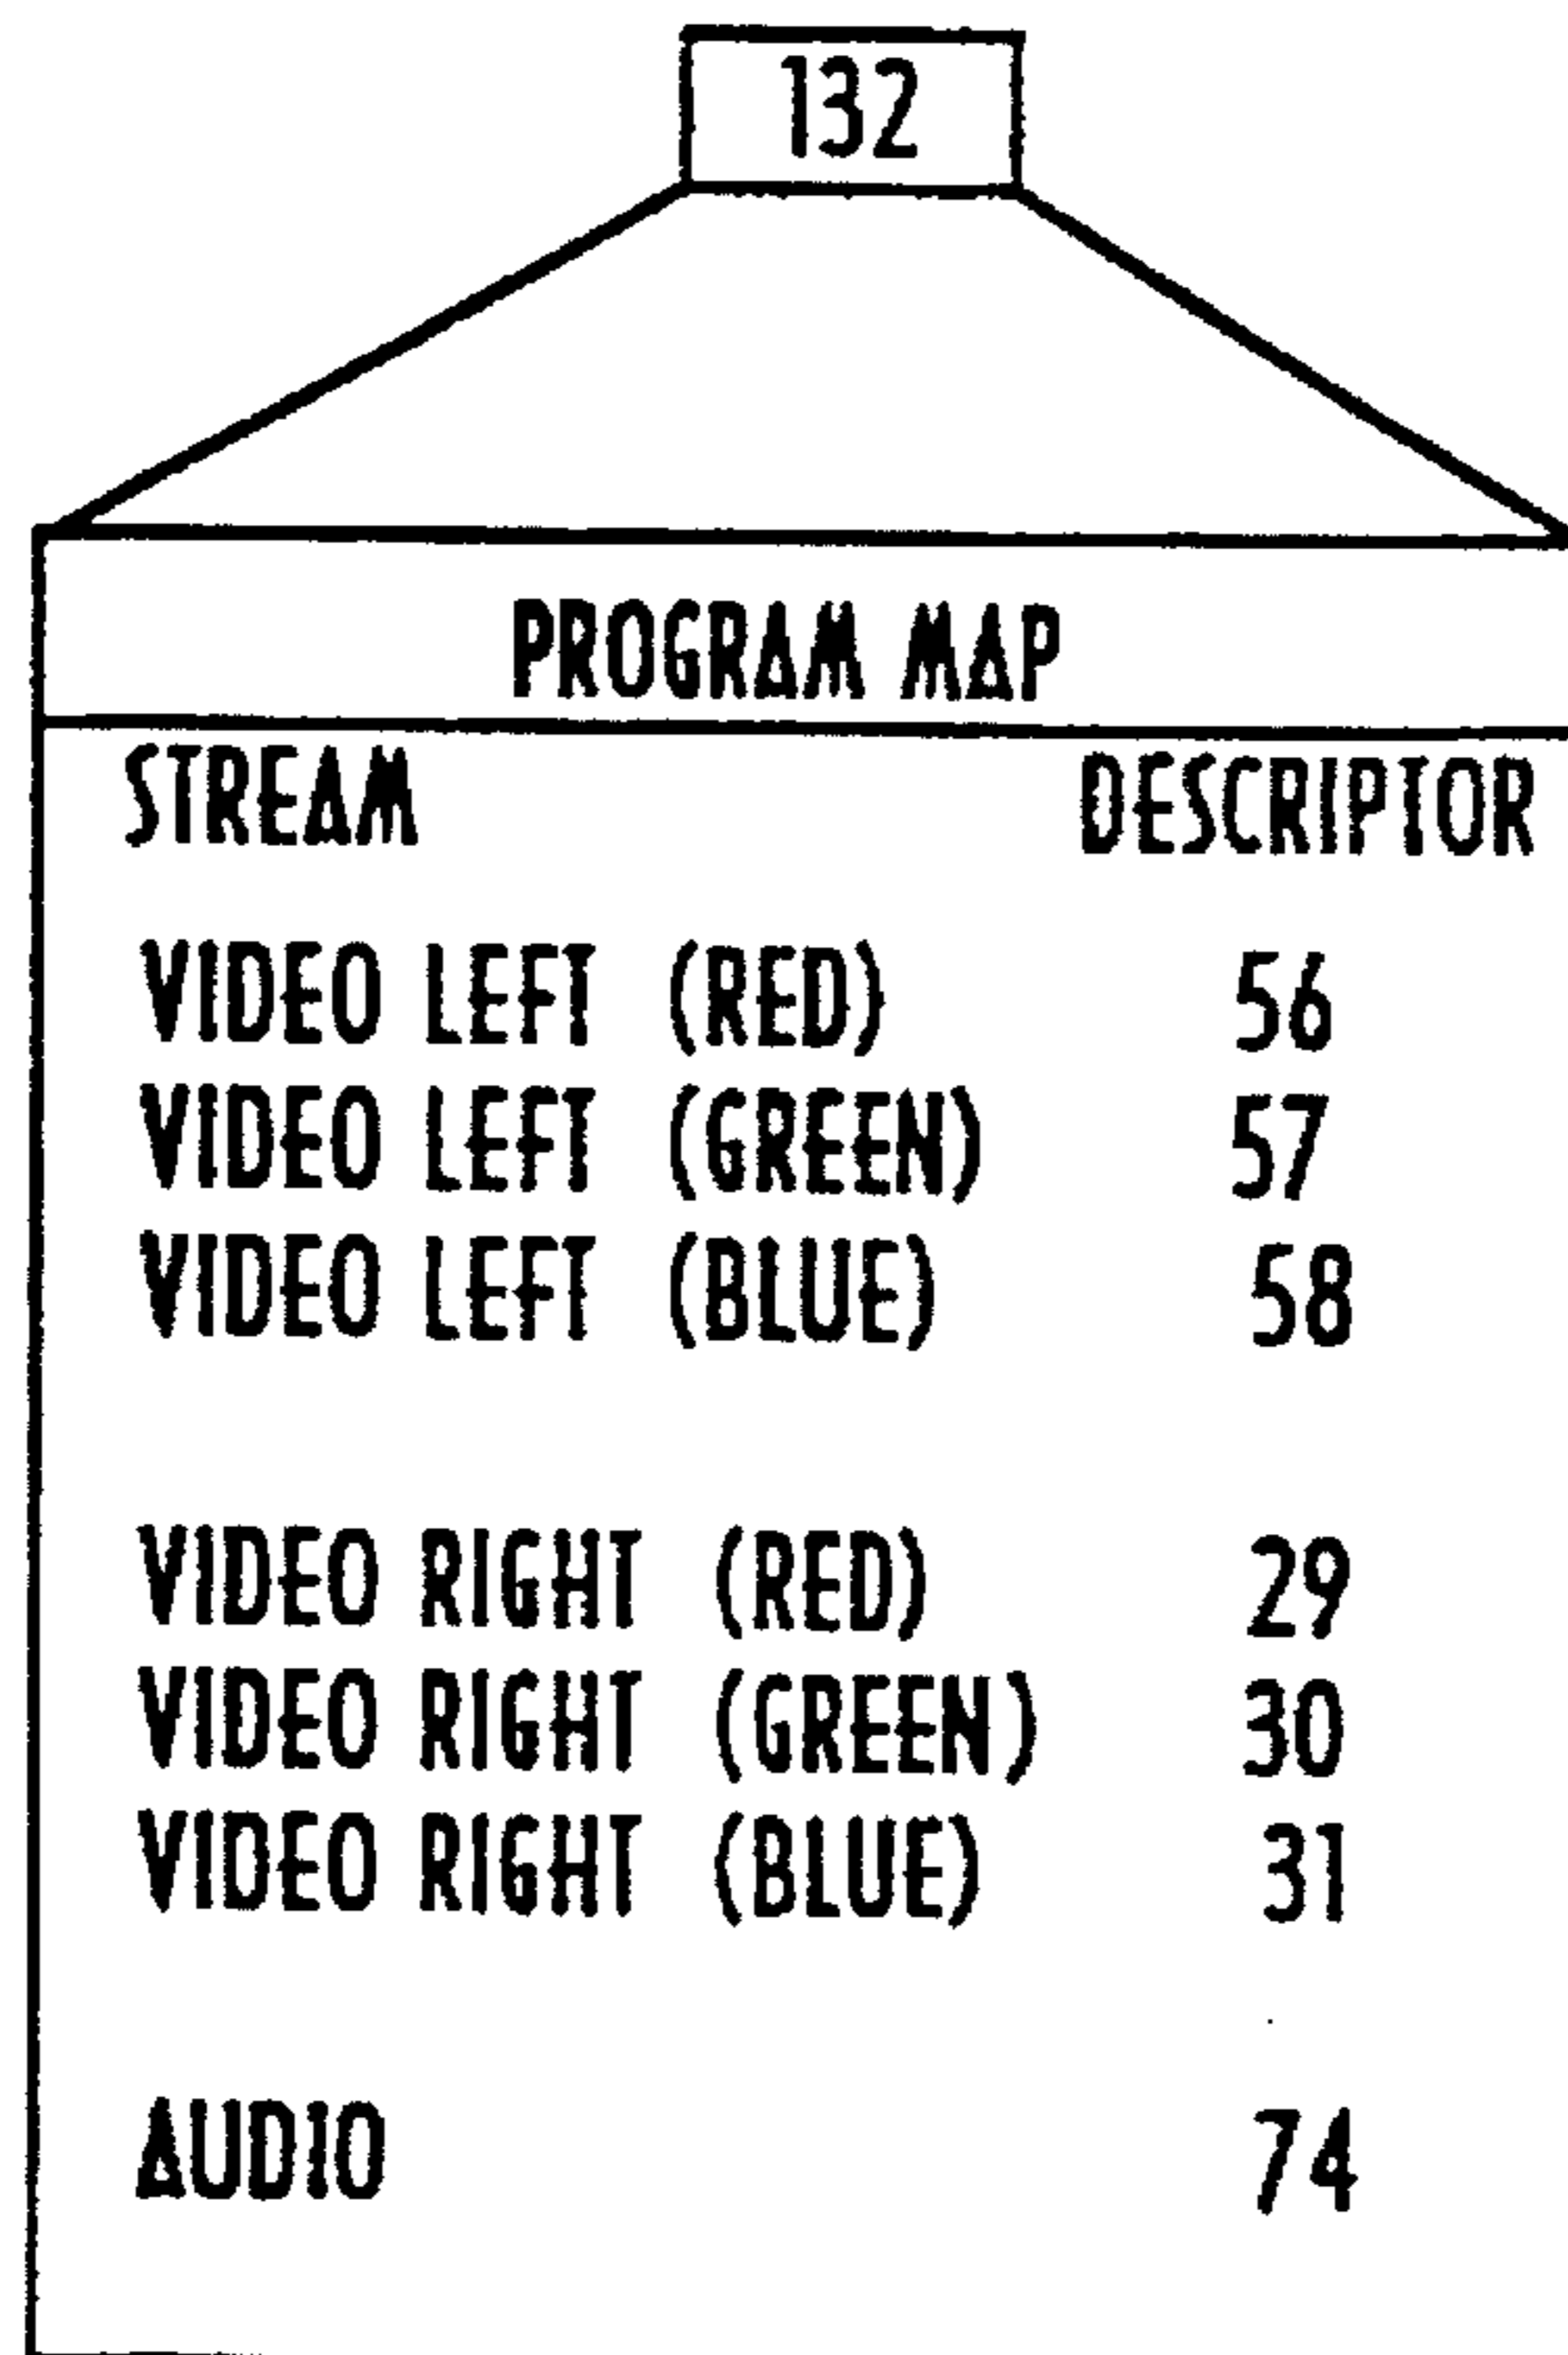 132
PROGRAM MAP
STREAM DESCRIPTOR
VIDEO LEFT (RED) 56
VIDEO LEFT (GREEN) 57
VIDEO LEFT (BLUE) 58
VIDEO RIGHT (RED) 29
VIDEO RIGHT (GREEN) 30
VIDEO RIGHT (BLUE) 31
AUDIO 74